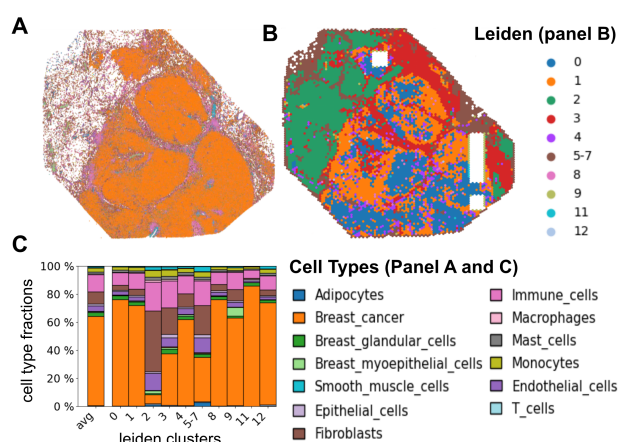 A
B
Leiden (panel B)
0
1
2
3
4
5-7
8
9
11
12
C
100 %
80 %
60 %
40 %
20 %
0 %
cell type fractions
avg
0
1
2
3
4
5-7
8
9
11
12
leiden clusters
Cell Types (Panel A and C)
Adipocytes
Breast_cancer
Breast_glandular_cells
Breast_myoepithelial_cells
Smooth_muscle_cells
Epithelial_cells
Fibroblasts
Immune_cells
Macrophages
Mast_cells
Monocytes
Endothelial_cells
T_cells